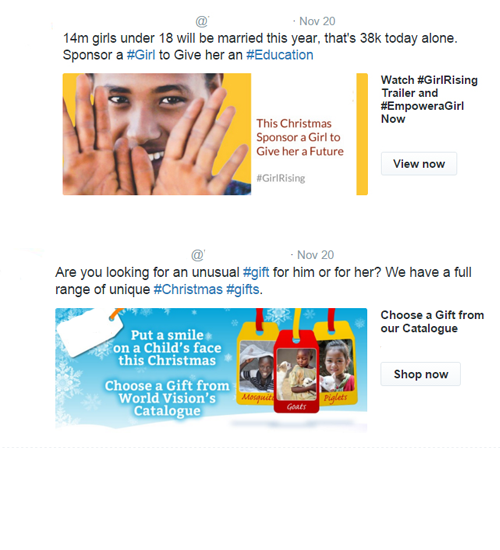 @ · Nov 20
14m girls under 18 will be married this year, that's 38k today alone.
Sponsor a #Girl to Give her an #Education
This Christmas
Sponsor a Girl to
Give her a Future
#GirlRising
Watch #GirlRising
Trailer and
#EmpoweraGirl
Now
View now
@ · Nov 20
Are you looking for an unusual #gift for him or for her? We have a full
range of unique #Christmas #gifts.
Put a smile
on a Child's face
this Christmas
Choose a Gift from
World Vision's
Catalogue
Mosquit
Goats
Piglets
Choose a Gift from
our Catalogue
Shop now